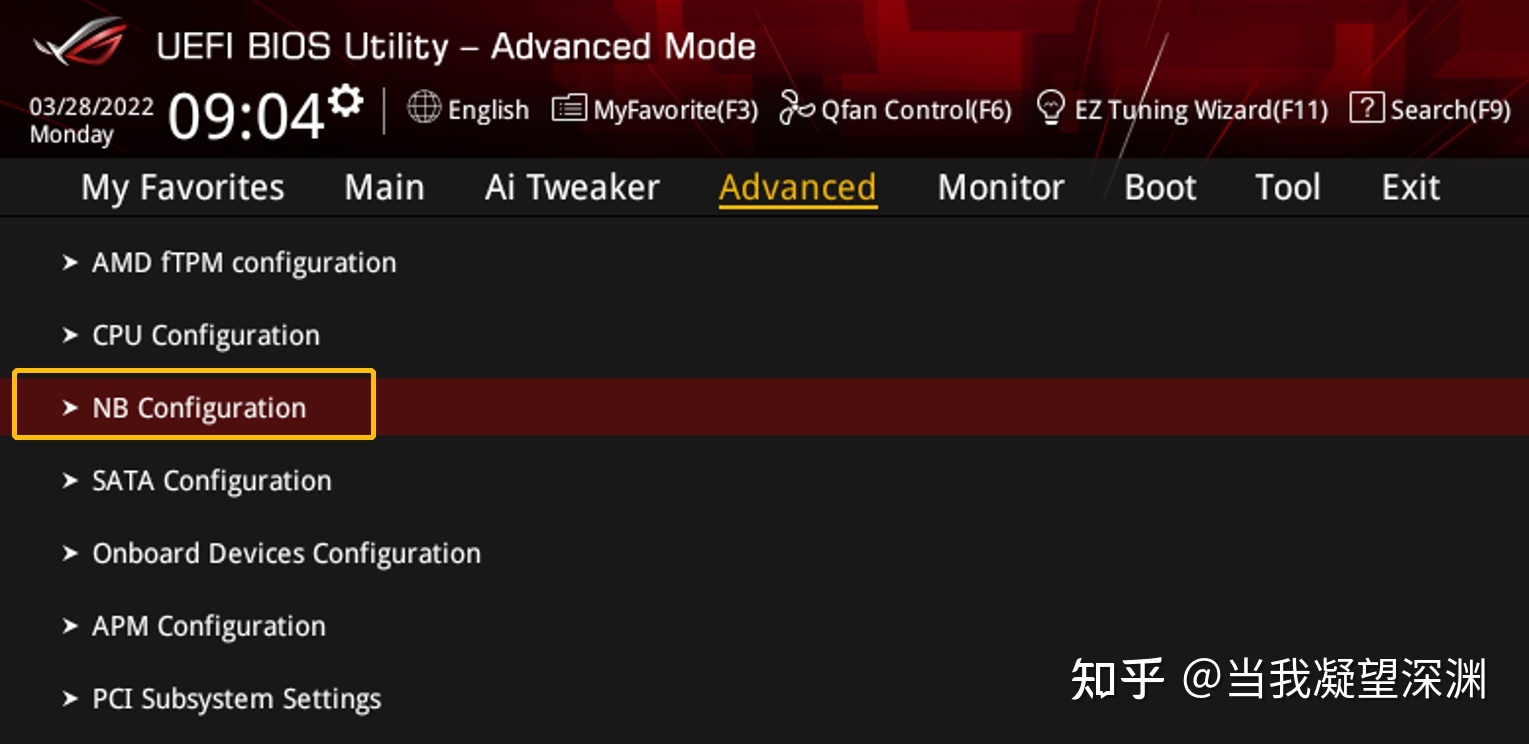 UEFI BIOS Utility – Advanced Mode
03/28/2022
Monday
09:04
English
MyFavorite(F3)
Qfan Control(F6)
EZ Tuning Wizard(F11)
Search(F9)
My Favorites
Main
Ai Tweaker
Advanced
Monitor
Boot
Tool
Exit
AMD fTPM configuration
CPU Configuration
NB Configuration
SATA Configuration
Onboard Devices Configuration
APM Configuration
PCI Subsystem Settings
知乎 @当我凝望深渊